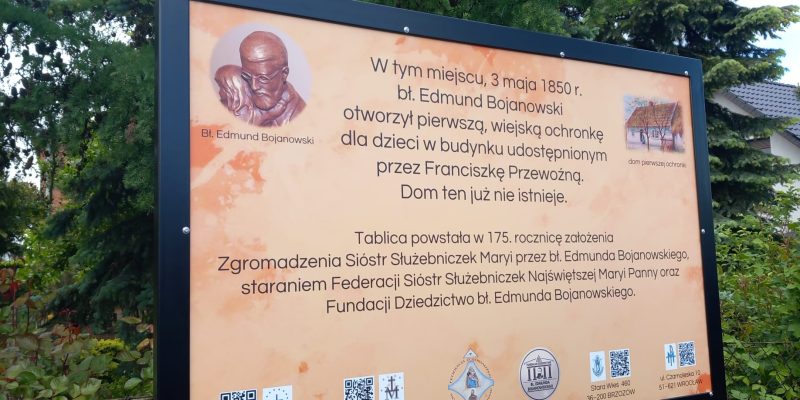 W tym miejscu, 3 maja 1850 r.
bł. Edmund Bojanowski
otworzył pierwszą, wiejską ochronkę
dla dzieci w budynku udostępnionym
przez Franciszkę Przewoźną.
Dom ten już nie istnieje.
Bł. Edmund Bojanowski
dom pierwszej ochronki
Tablica powstała w 175. rocznicę założenia
Zgromadzenia Sióstr Służebniczek Maryi przez bł. Edmunda Bojanowskiego,
staraniem Federacji Sióstr Służebniczek Najświętszej Maryi Panny oraz
Fundacji Dziedzictwo bł. Edmunda Bojanowskiego.
Stara Wieś 460
36-200 BRZOZÓW
ul. Czarnoleska 10
51-621 WROCŁAW